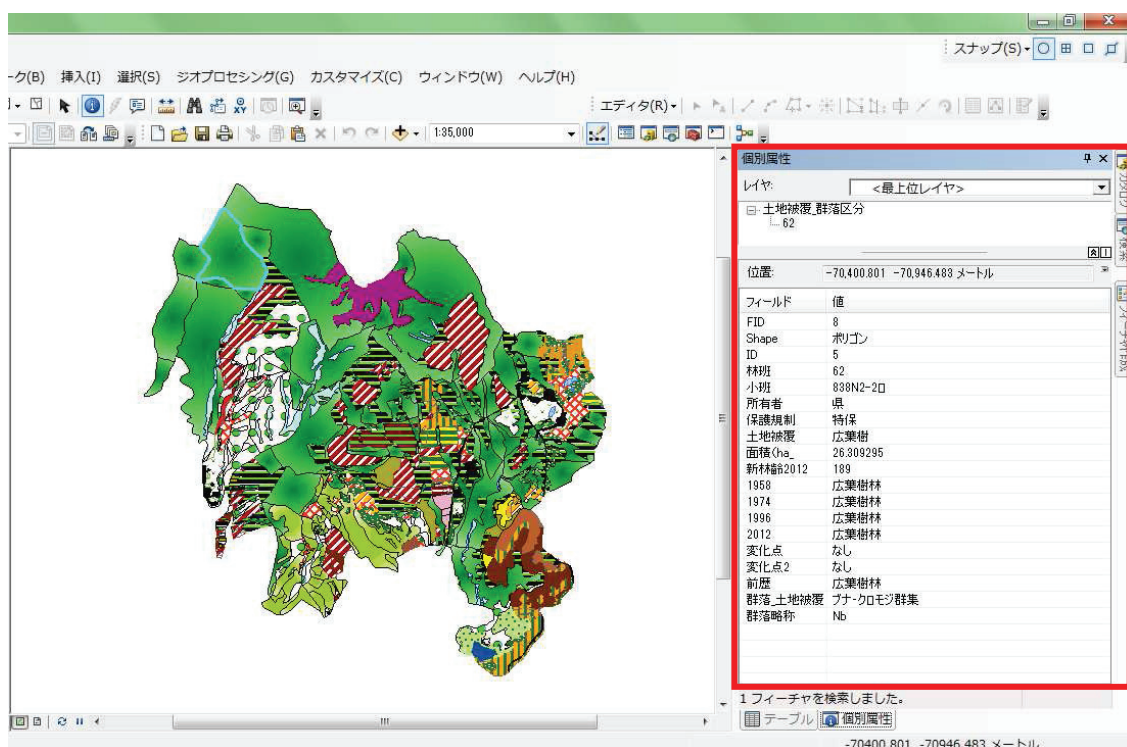 スナップ(S)
ーク(B) 挿入(I) 選択(S) ジオプロセシング(G) カスタマイズ(C) ウィンドウ(W) ヘルプ(H)
XY
エディタ(R)
1:35,000
個別属性
レイヤ: <最上位レイヤ>
土地被覆_群落区分
62
位置: -70,400.801 -70,946.483 メートル
フィールド 値
FID 8
Shape ポリゴン
ID 5
林班 62
小班 838N2-2ロ
所有者 県
保護規制 特保
土地被覆 広葉樹
面積(ha_ 26.309295
新林齢2012 189
1958 広葉樹林
1974 広葉樹林
1996 広葉樹林
2012 広葉樹林
変化点 なし
変化点2 なし
前歴 広葉樹林
群落_土地被覆 ブナ-クロモジ群集
群落略称 Nb
1 フィーチャを検索しました。
テーブル 個別属性
-70400.801 -70946.483 メートル
カタログ
検索